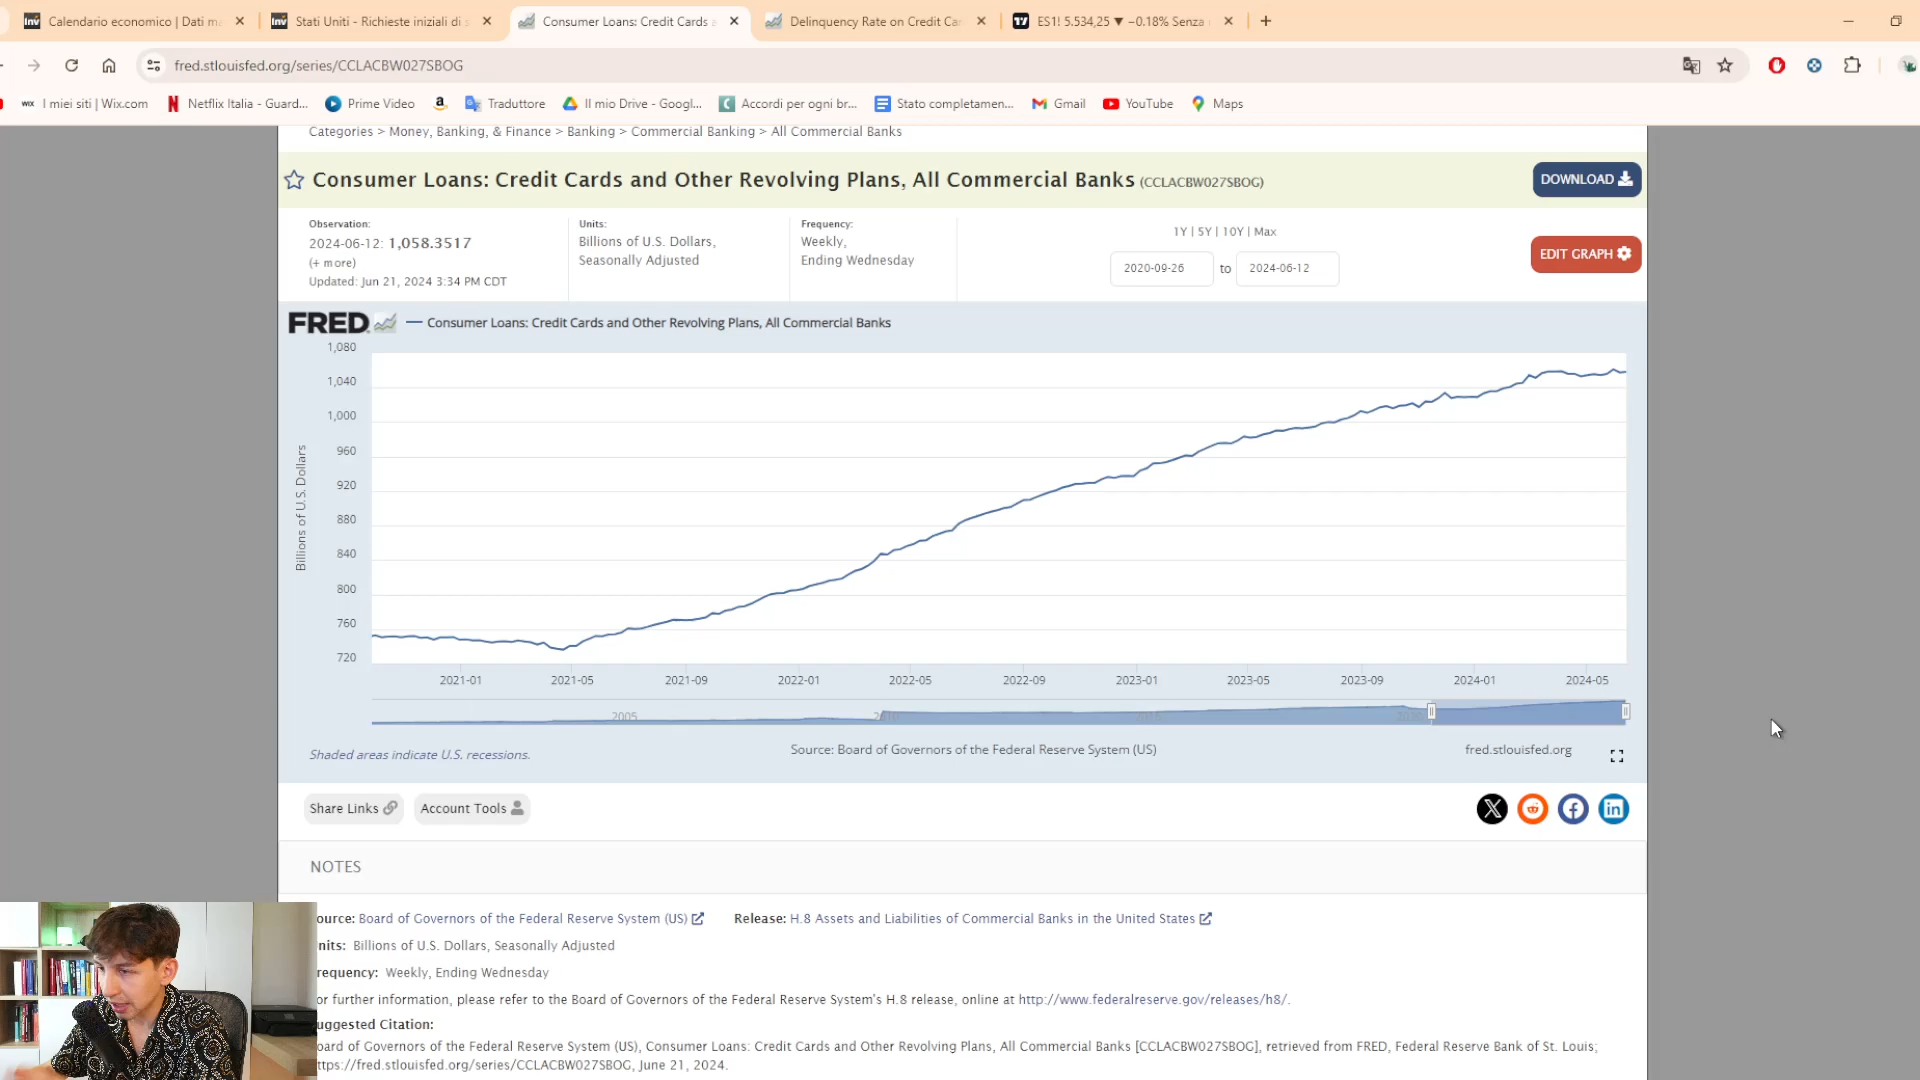 Calendario economico | Dati m
Stati Uniti - Richieste iniziali di s
Consumer Loans: Credit Cards a
Delinquency Rate on Credit Ca
ES1! 5.534,25 ▼ −0.18% Senza
fred.stlouisfed.org/series/CCLACBW027SBOG
I miei siti | Wix.com
Netflix Italia - Guard...
Prime Video
Traduttore
Il mio Drive - Googl...
Accordi per ogni br...
Stato completamen...
Gmail
YouTube
Maps
Categories > Money, Banking, & Finance > Banking > Commercial Banking > All Commercial Banks
Consumer Loans: Credit Cards and Other Revolving Plans, All Commercial Banks (CCLACBW027SBOG)
DOWNLOAD
Observation:
2024-06-12: 1,058.3517
(+ more)
Updated: Jun 21, 2024 3:34 PM CDT
Units:
Billions of U.S. Dollars,
Seasonally Adjusted
Frequency:
Weekly,
Ending Wednesday
1Y | 5Y | 10Y | Max
2020-09-26 to 2024-06-12
EDIT GRAPH
FRED
Consumer Loans: Credit Cards and Other Revolving Plans, All Commercial Banks
1,080
1,040
1,000
960
920
880
840
800
760
720
Billions of U.S. Dollars
2021-01 2021-05 2021-09 2022-01 2022-05 2022-09 2023-01 2023-05 2023-09 2024-01 2024-05
2005 2010 2015 2020
Shaded areas indicate U.S. recessions.
Source: Board of Governors of the Federal Reserve System (US)
fred.stlouisfed.org
Share Links
Account Tools
NOTES
ource: Board of Governors of the Federal Reserve System (US)
Release: H.8 Assets and Liabilities of Commercial Banks in the United States
nits: Billions of U.S. Dollars, Seasonally Adjusted
requency: Weekly, Ending Wednesday
or further information, please refer to the Board of Governors of the Federal Reserve System's H.8 release, online at http://www.federalreserve.gov/releases/h8/.
uggested Citation:
oard of Governors of the Federal Reserve System (US), Consumer Loans: Credit Cards and Other Revolving Plans, All Commercial Banks [CCLACBW027SBOG], retrieved from FRED, Federal Reserve Bank of St. Louis;
ttps://fred.stlouisfed.org/series/CCLACBW027SBOG, June 21, 2024.